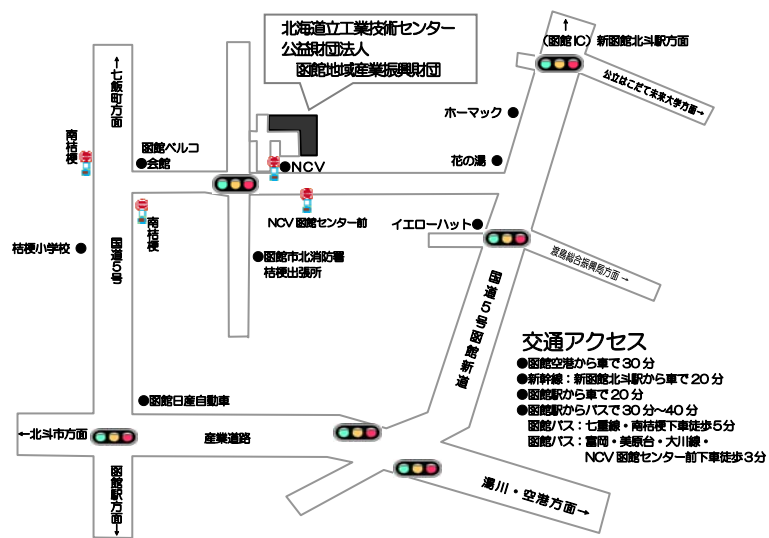 北海道立工業技術センター
公益財団法人
函館地域産業振興財団
↑
(函館IC) 新函館北斗駅方面
公立はこだて未来大学方面→
←七飯町方面
ホーマック●
南桔梗
函館ベルコ
●会館
●NCV
花の湯●
南桔梗
NCV函館センター前
イエローハット●
桔梗小学校●
国道5号
●函館市北消防署
桔梗出張所
渡島総合振興局方面→
国道5号函館新道
交通アクセス
●函館空港から車で30分
●新幹線：新函館北斗駅から車で20分
●函館駅から車で20分
●函館駅からバスで30分～40分
函館バス：七重線・南桔梗下車徒歩5分
函館バス：富岡・美原台・大川線・
NCV函館センター前下車徒歩3分
●函館日産自動車
←北斗市方面
産業道路
函館駅方面→
湯川・空港方面→